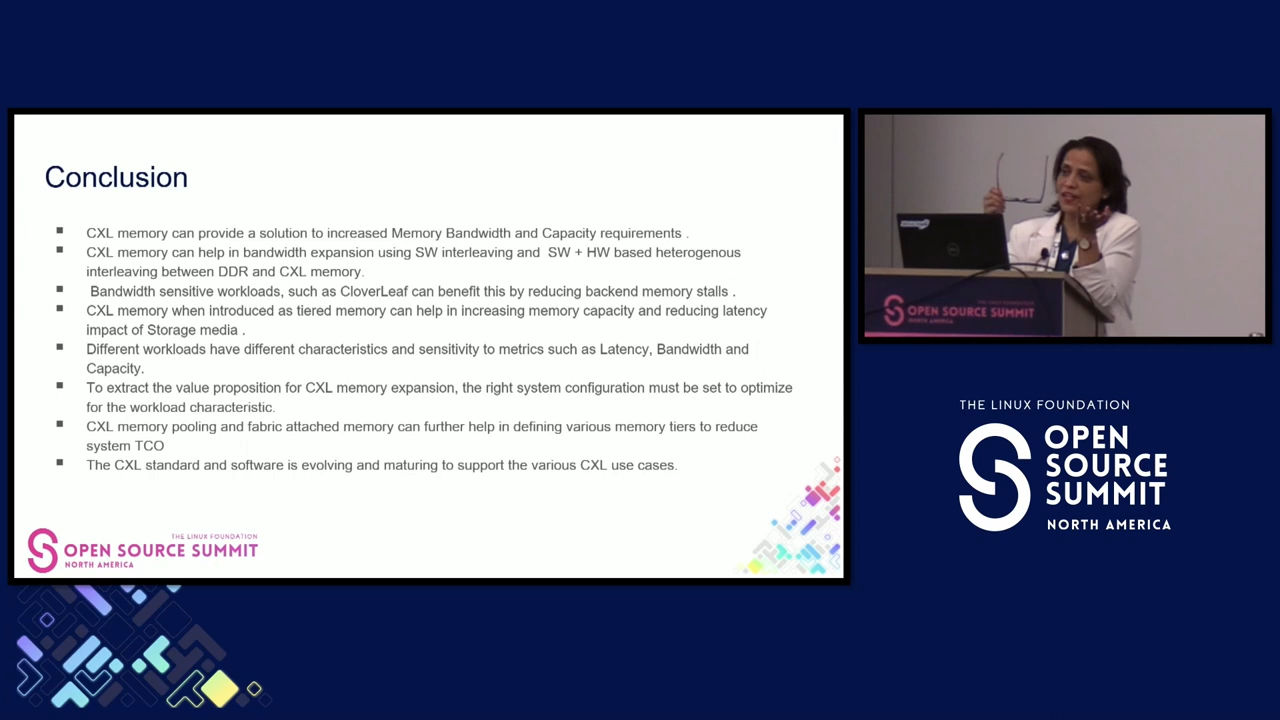 Conclusion
CXL memory can provide a solution to increased Memory Bandwidth and Capacity requirements .
CXL memory can help in bandwidth expansion using SW interleaving and SW + HW based heterogenous
interleaving between DDR and CXL memory.
Bandwidth sensitive workloads, such as CloverLeaf can benefit this by reducing backend memory stalls .
CXL memory when introduced as tiered memory can help in increasing memory capacity and reducing latency
impact of Storage media .
Different workloads have different characteristics and sensitivity to metrics such as Latency, Bandwidth and
Capacity.
To extract the value proposition for CXL memory expansion, the right system configuration must be set to optimize
for the workload characteristic.
CXL memory pooling and fabric attached memory can further help in defining various memory tiers to reduce
system TCO
The CXL standard and software is evolving and maturing to support the various CXL use cases.
THE LINUX FOUNDATION
OPEN SOURCE SUMMIT
NORTH AMERICA
THE LINUX FOUNDATION
OPEN SOURCE SUMMIT
NORTH AMERICA
DELL
THE LINUX FOUNDATION
OPEN
SOURCE
SUMMIT
NORTH AMERICA